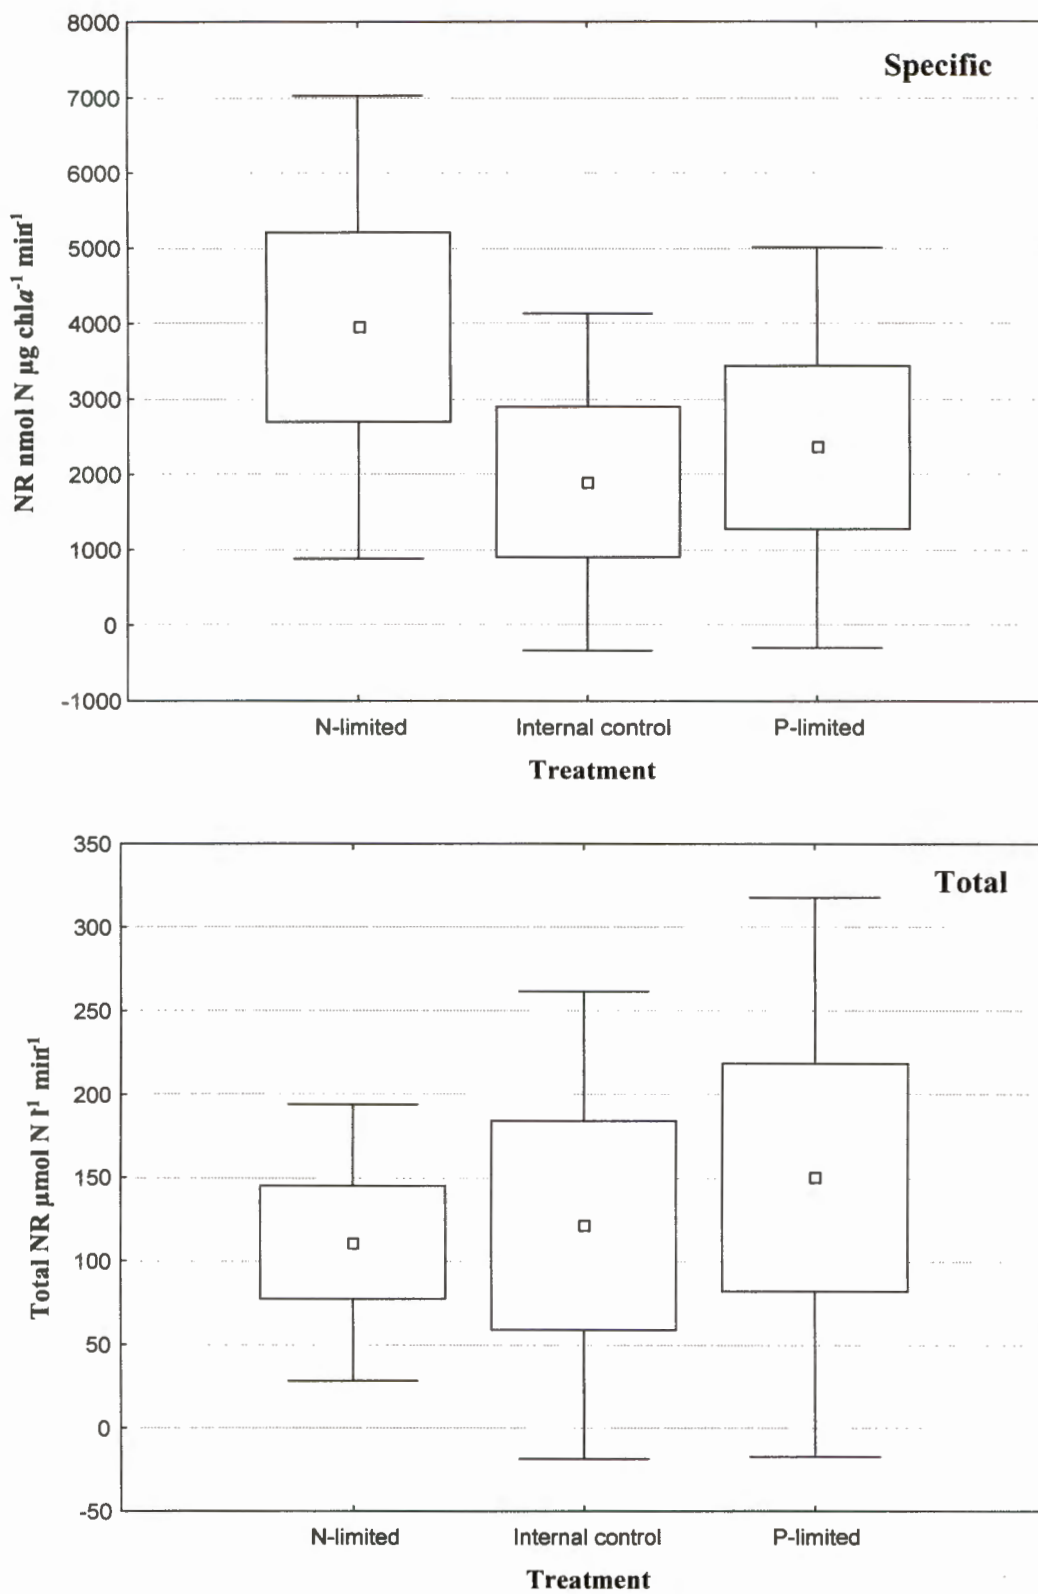 Specific
NR nmol N µg chla⁻¹ min⁻¹
8000
7000
6000
5000
4000
3000
2000
1000
0
-1000
N-limited Internal control P-limited
Treatment
Total
Total NR µmol N l⁻¹ min⁻¹
350
300
250
200
150
100
50
0
-50
N-limited Internal control P-limited
Treatment